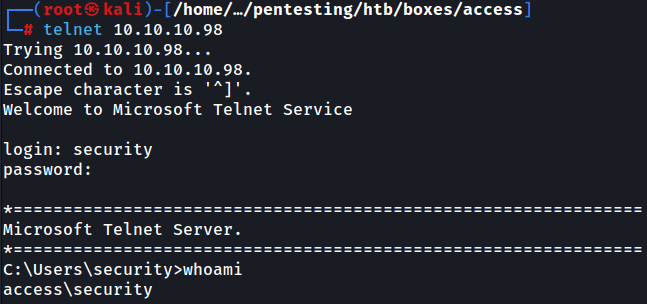 ┌──(root㉿kali)-[/home/…/pentesting/htb/boxes/access]
└─# telnet 10.10.10.98
Trying 10.10.10.98...
Connected to 10.10.10.98.
Escape character is '^]'.
Welcome to Microsoft Telnet Service
login: security
password:
*===============================================================
Microsoft Telnet Server.
*===============================================================
C:\Users\security>whoami
access\security